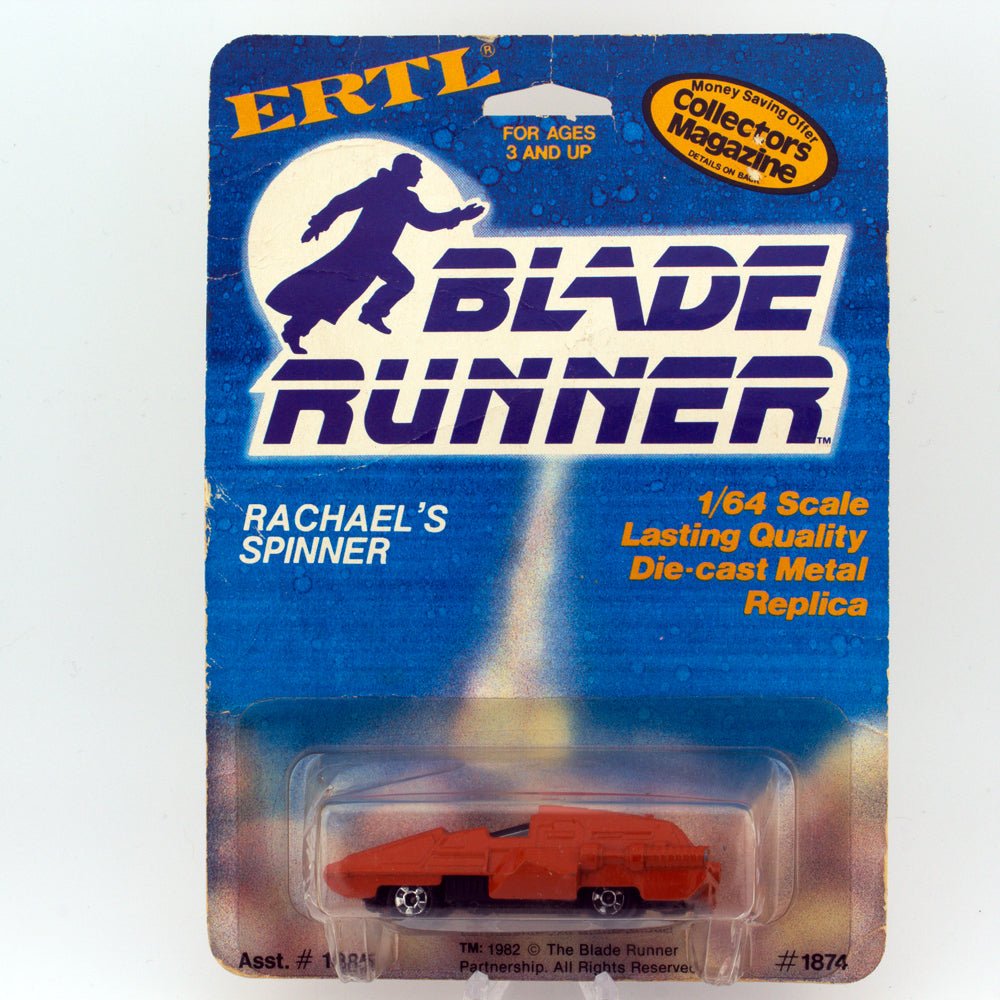 ERTL®
FOR AGES
3 AND UP
Money Saving Offer
Collectors
Magazine
DETAILS ON BACK
BLADE
RUNNER™
RACHAEL'S
SPINNER
1/64 Scale
Lasting Quality
Die-cast Metal
Replica
Asst. #
TM: 1982 © The Blade Runner
Partnership. All Rights Reserved
#1874